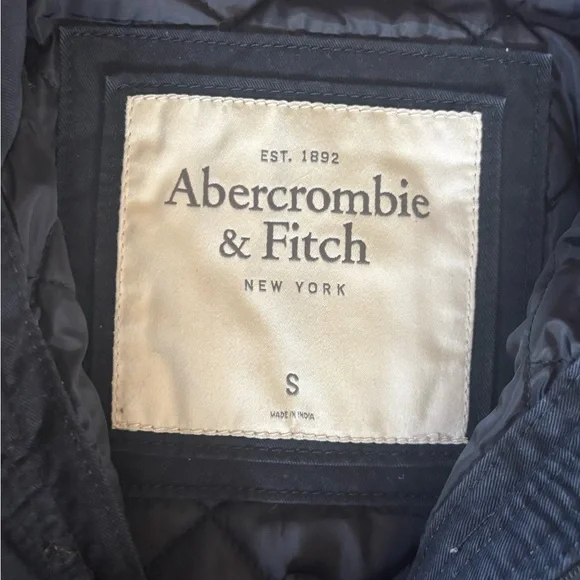 EST. 1892
Abercrombie
& Fitch
NEW YORK
S
MADE IN INDIA